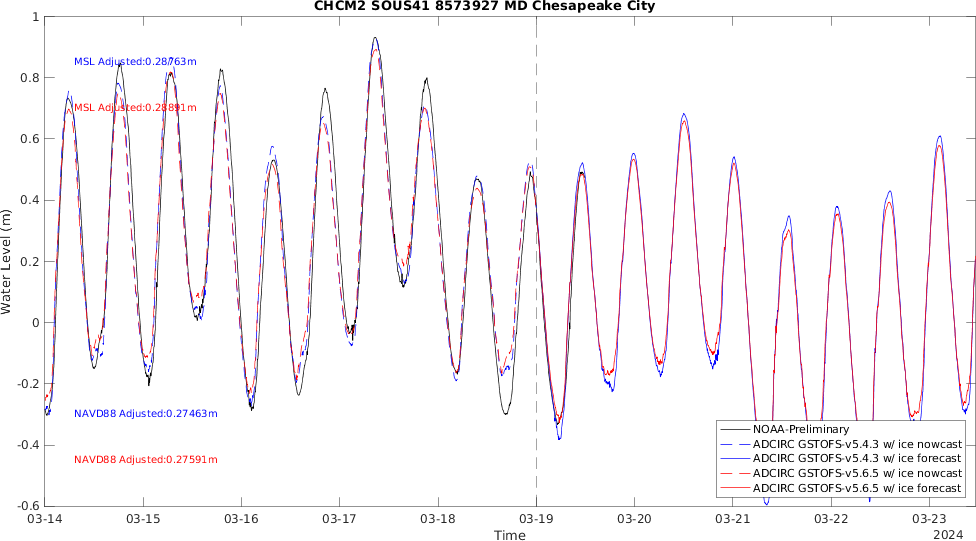 CHCM2 SOUS41 8573927 MD Chesapeake City
1
0.8
0.6
0.4
0.2
0
-0.2
-0.4
-0.6
Water Level (m)
MSL Adjusted:0.28763m
MSL Adjusted:0.28891m
NAVD88 Adjusted:0.27463m
NAVD88 Adjusted:0.27591m
NOAA-Preliminary
ADCIRC GSTOFS-v5.4.3 w/ ice nowcast
ADCIRC GSTOFS-v5.4.3 w/ ice forecast
ADCIRC GSTOFS-v5.6.5 w/ ice nowcast
ADCIRC GSTOFS-v5.6.5 w/ ice forecast
03-14 03-15 03-16 03-17 03-18 03-19 03-20 03-21 03-22 03-23
Time
2024